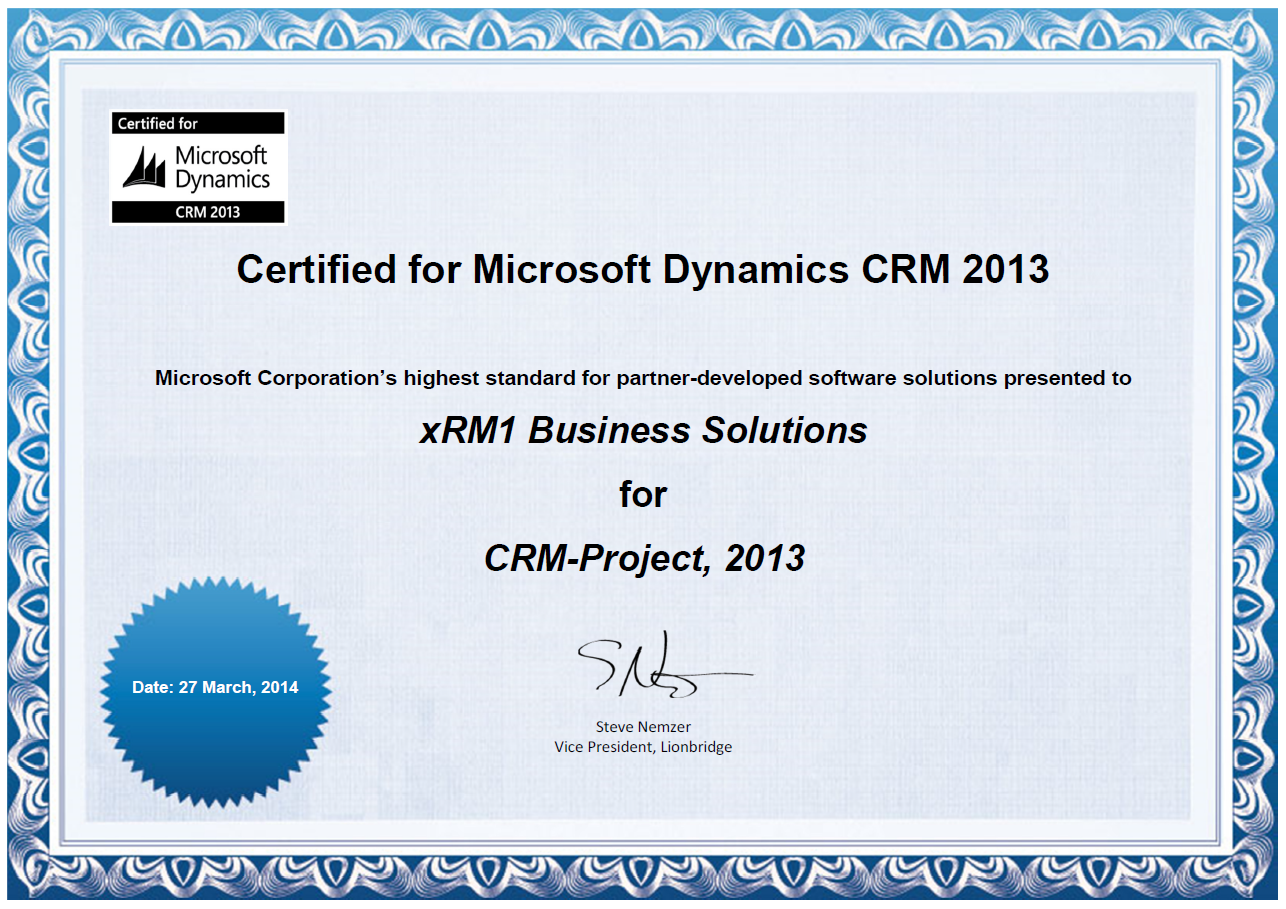 Certified for
Microsoft
Dynamics
CRM 2013
Certified for Microsoft Dynamics CRM 2013
Microsoft Corporation’s highest standard for partner-developed software solutions presented to
xRM1 Business Solutions
for
CRM-Project, 2013
Date: 27 March, 2014
Steve Nemzer
Vice President, Lionbridge